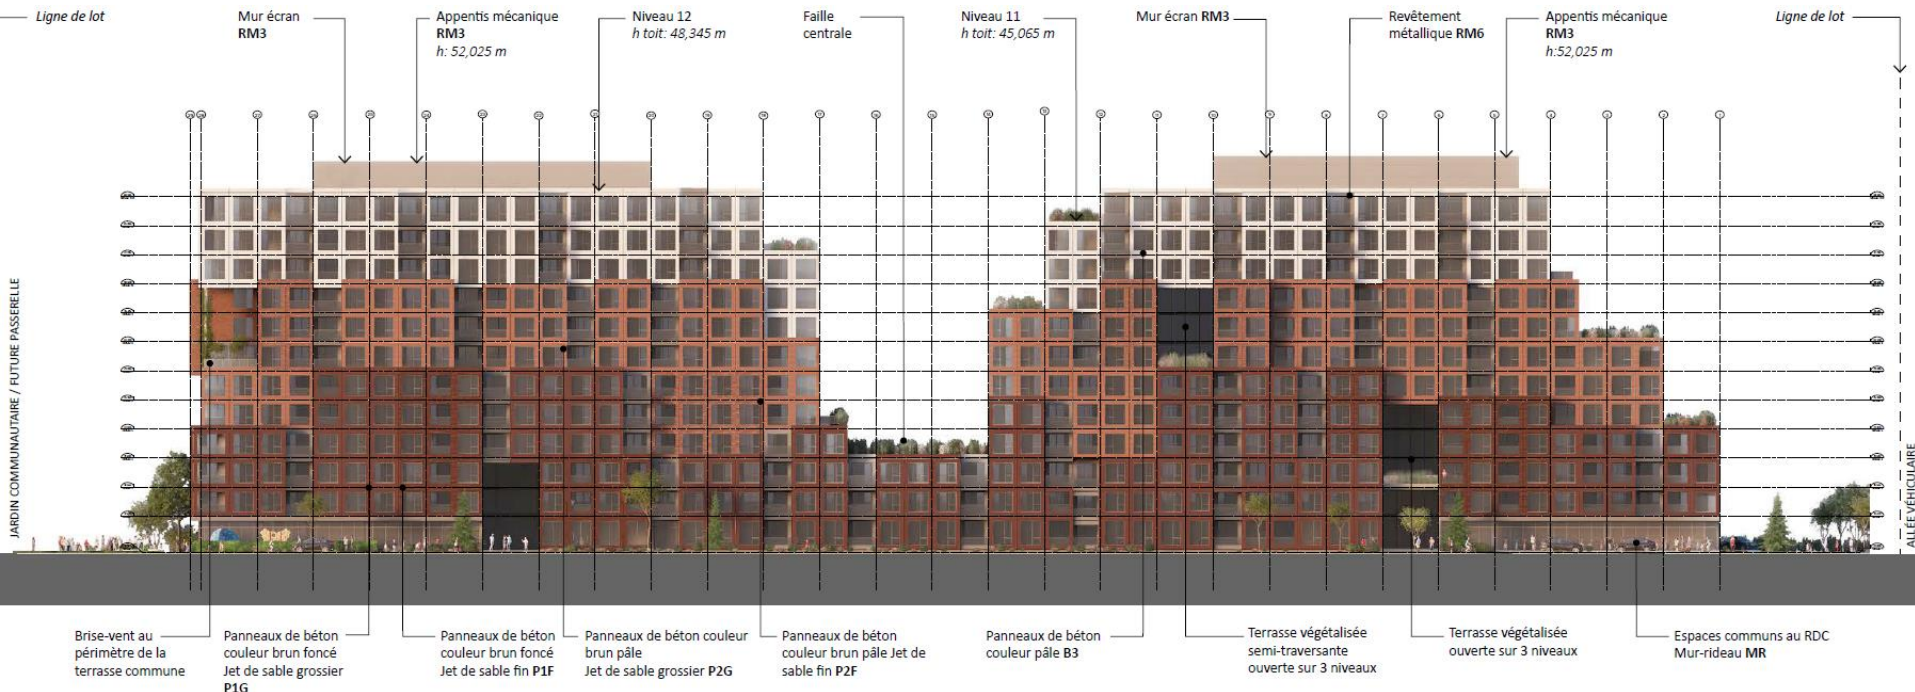 Ligne de lot
Mur écran
RM3
Appentis mécanique
RM3
h: 52,025 m
Niveau 12
h toit: 48,345 m
Faille
centrale
Niveau 11
h toit: 45,065 m
Mur écran RM3
Revêtement
métallique RM6
Appentis mécanique
RM3
h:52,025 m
Ligne de lot
JARDIN COMMUNAUTAIRE / FUTURE PASSERELLE
ALLÉE VÉHICULAIRE
Brise-vent au
périmètre de la
terrasse commune
Panneaux de béton
couleur brun foncé
Jet de sable grossier
P1G
Panneaux de béton
couleur brun foncé
Jet de sable fin P1F
Panneaux de béton couleur
brun pâle
Jet de sable grossier P2G
Panneaux de béton
couleur brun pâle Jet de
sable fin P2F
Panneaux de béton
couleur pâle B3
Terrasse végétalisée
semi-traversante
ouverte sur 3 niveaux
Terrasse végétalisée
ouverte sur 3 niveaux
Espaces communs au RDC
Mur-rideau MR